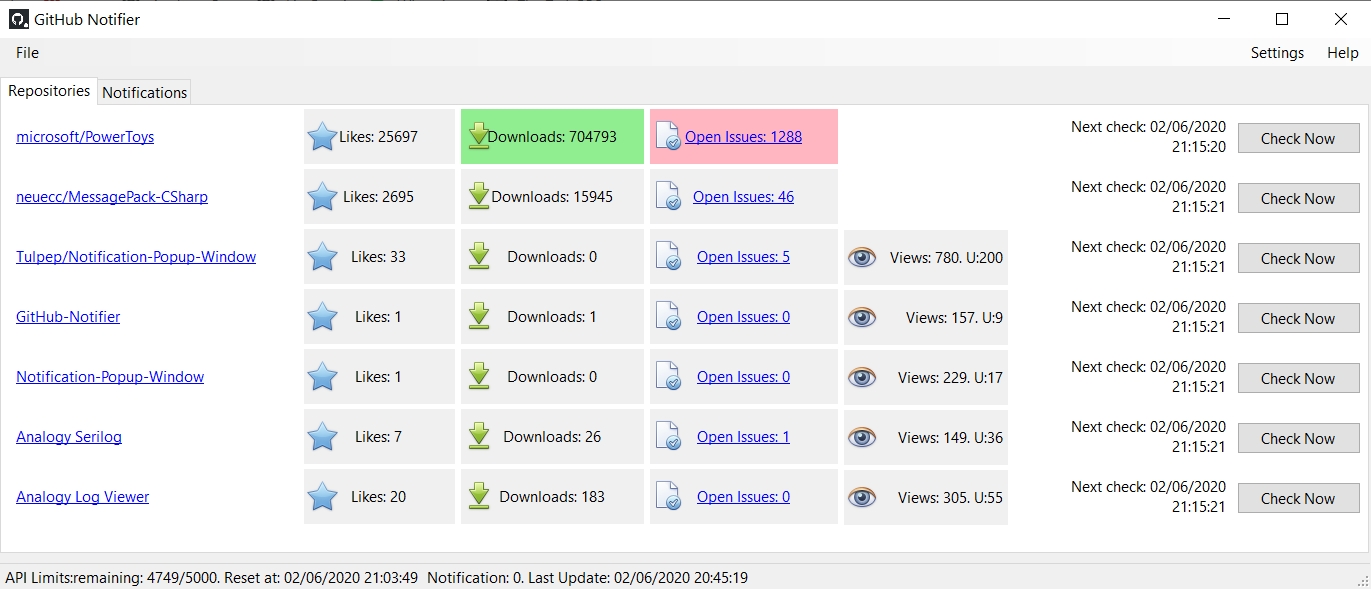 GitHub Notifier
File Settings Help
Repositories Notifications
microsoft/PowerToys Likes: 25697 Downloads: 704793 Open Issues: 1288 Next check: 02/06/2020 21:15:20 Check Now
neuecc/MessagePack-CSharp Likes: 2695 Downloads: 15945 Open Issues: 46 Next check: 02/06/2020 21:15:21 Check Now
Tulpep/Notification-Popup-Window Likes: 33 Downloads: 0 Open Issues: 5 Views: 780. U:200 Next check: 02/06/2020 21:15:21 Check Now
GitHub-Notifier Likes: 1 Downloads: 1 Open Issues: 0 Views: 157. U:9 Next check: 02/06/2020 21:15:21 Check Now
Notification-Popup-Window Likes: 1 Downloads: 0 Open Issues: 0 Views: 229. U:17 Next check: 02/06/2020 21:15:21 Check Now
Analogy Serilog Likes: 7 Downloads: 26 Open Issues: 1 Views: 149. U:36 Next check: 02/06/2020 21:15:21 Check Now
Analogy Log Viewer Likes: 20 Downloads: 183 Open Issues: 0 Views: 305. U:55 Next check: 02/06/2020 21:15:21 Check Now
API Limits:remaining: 4749/5000. Reset at: 02/06/2020 21:03:49 Notification: 0. Last Update: 02/06/2020 20:45:19